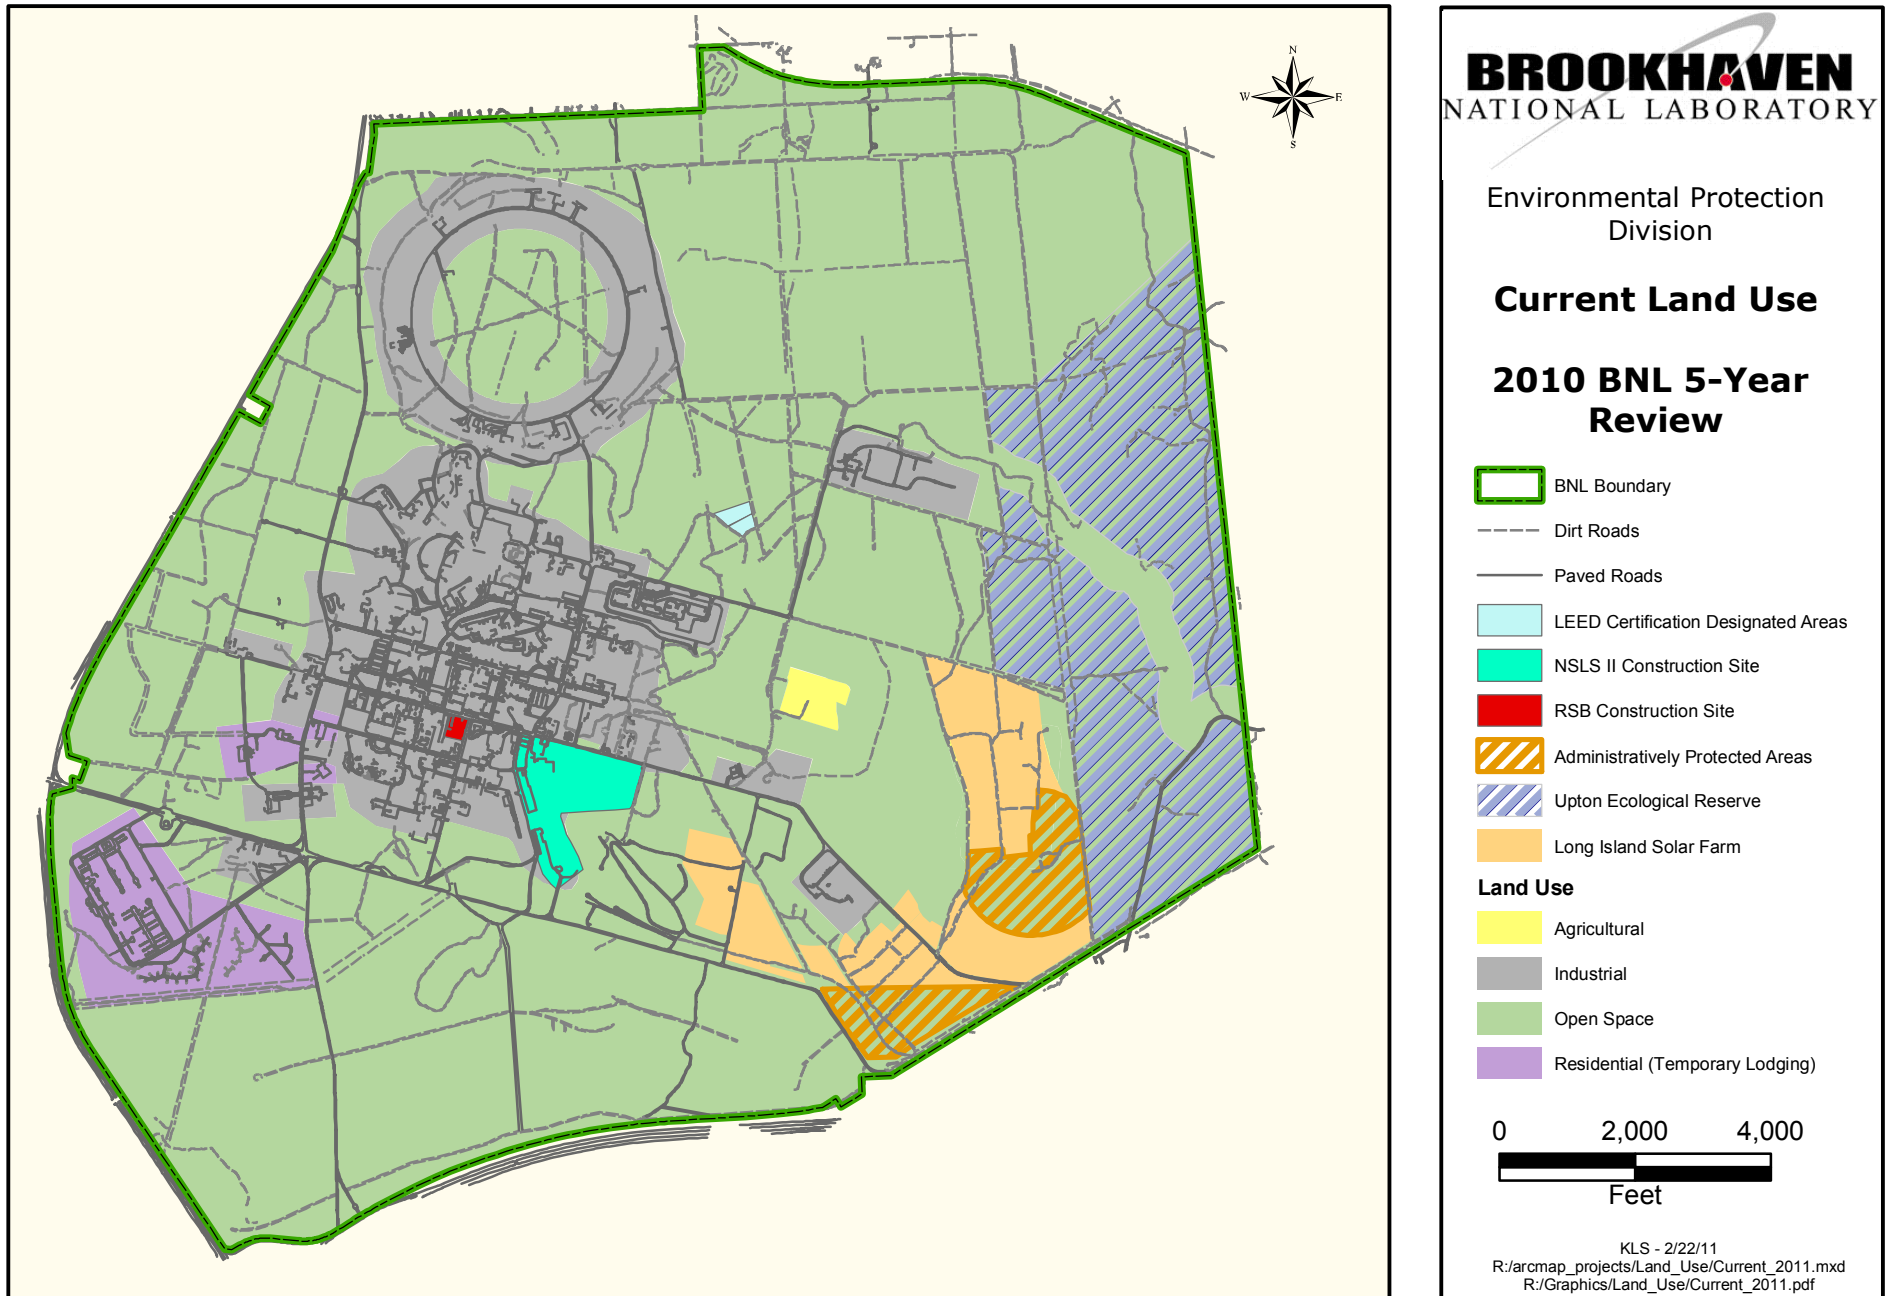 N
W
E
S
BROOKHAVEN
NATIONAL LABORATORY
Environmental Protection
Division
Current Land Use
2010 BNL 5-Year
Review
BNL Boundary
Dirt Roads
Paved Roads
LEED Certification Designated Areas
NSLS II Construction Site
RSB Construction Site
Administratively Protected Areas
Upton Ecological Reserve
Long Island Solar Farm
Land Use
Agricultural
Industrial
Open Space
Residential (Temporary Lodging)
0 2,000 4,000
Feet
KLS - 2/22/11
R:/arcmap_projects/Land_Use/Current_2011.mxd
R:/Graphics/Land_Use/Current_2011.pdf